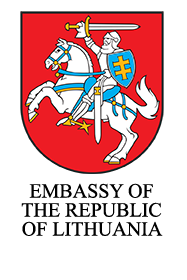 EMBASSY OF
THE REPUBLIC
OF LITHUANIA